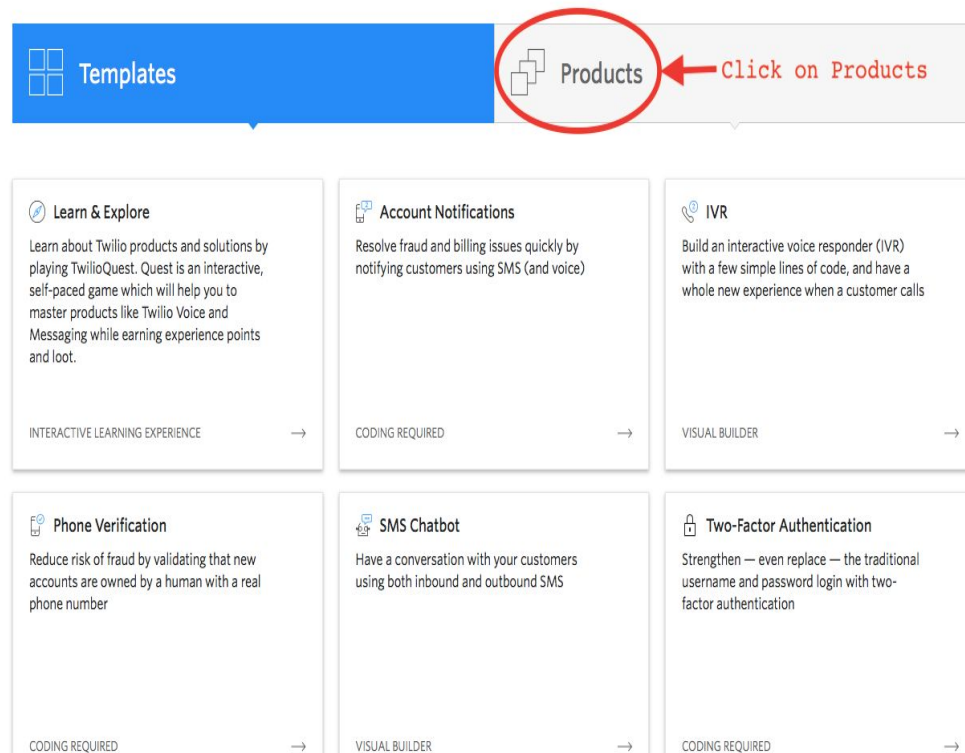 Templates
Products
Click on Products
Learn & Explore
Learn about Twilio products and solutions by
playing TwilioQuest. Quest is an interactive,
self-paced game which will help you to
master products like Twilio Voice and
Messaging while earning experience points
and loot.
INTERACTIVE LEARNING EXPERIENCE
Account Notifications
Resolve fraud and billing issues quickly by
notifying customers using SMS (and voice)
CODING REQUIRED
IVR
Build an interactive voice responder (IVR)
with a few simple lines of code, and have a
whole new experience when a customer calls
VISUAL BUILDER
Phone Verification
Reduce risk of fraud by validating that new
accounts are owned by a human with a real
phone number
CODING REQUIRED
SMS Chatbot
Have a conversation with your customers
using both inbound and outbound SMS
VISUAL BUILDER
Two-Factor Authentication
Strengthen — even replace — the traditional
username and password login with two-
factor authentication
CODING REQUIRED